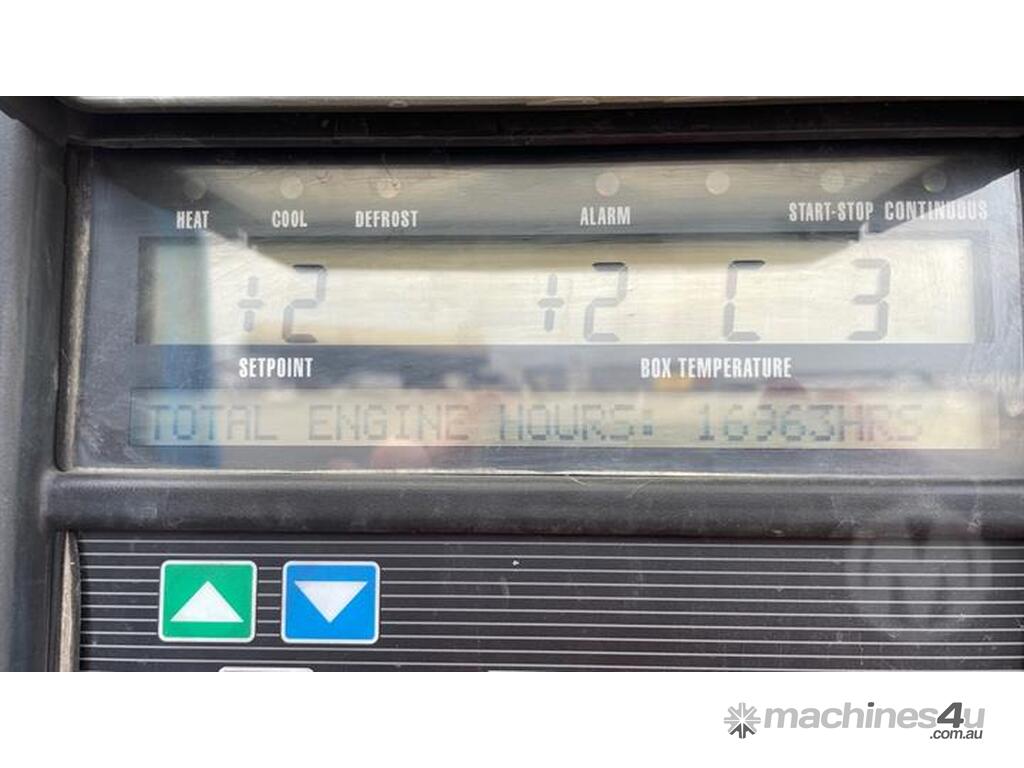 HEAT COOL DEFROST ALARM START-STOP CONTINUOUS
+2 +2 C 3
SETPOINT BOX TEMPERATURE
TOTAL ENGINE HOURS: 16963HRS
machines4u
.com.au